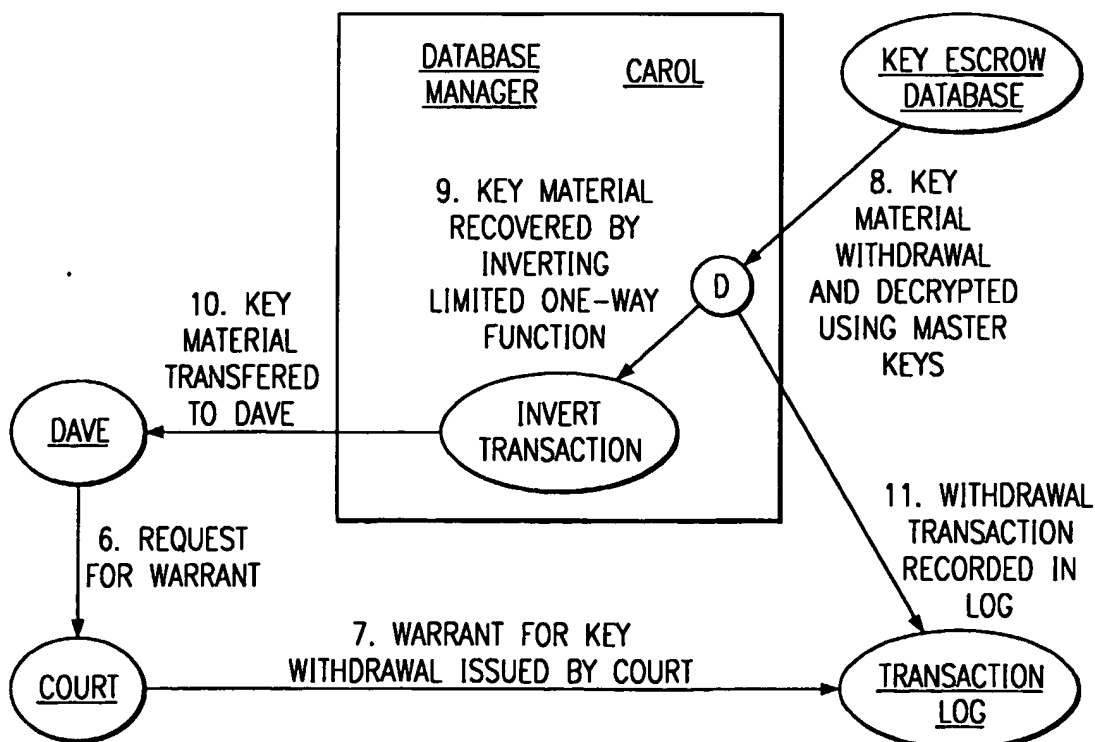 DATABASE
MANAGER
CAROL
KEY ESCROW
DATABASE
9. KEY MATERIAL
RECOVERED BY
INVERTING
LIMITED ONE-WAY
FUNCTION
8. KEY
MATERIAL
WITHDRAWAL
AND DECRYPTED
USING MASTER
KEYS
D
10. KEY
MATERIAL
TRANSFERED
TO DAVE
DAVE
INVERT
TRANSACTION
11. WITHDRAWAL
TRANSACTION
RECORDED IN
LOG
6. REQUEST
FOR WARRANT
7. WARRANT FOR KEY
WITHDRAWAL ISSUED BY COURT
COURT
TRANSACTION
LOG